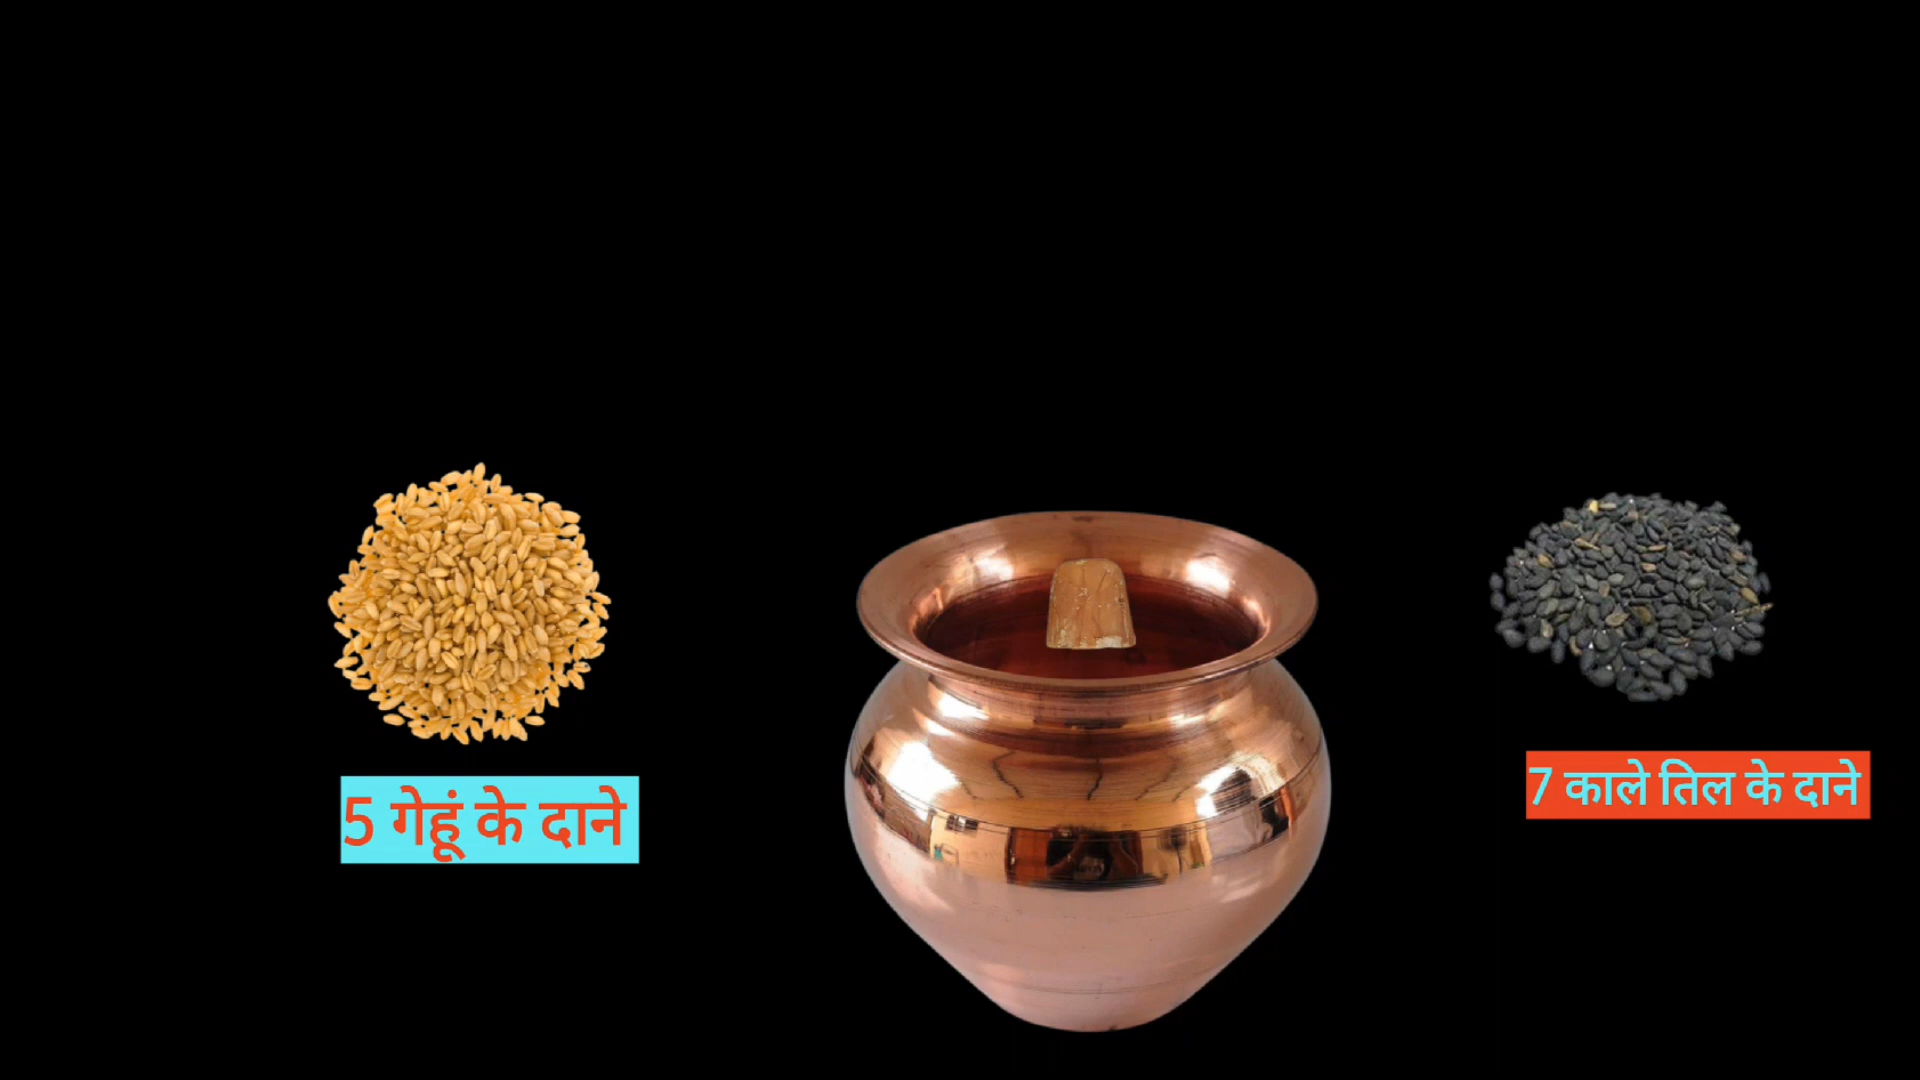 5 गेहूं के दाने
7 काले तिल के दाने